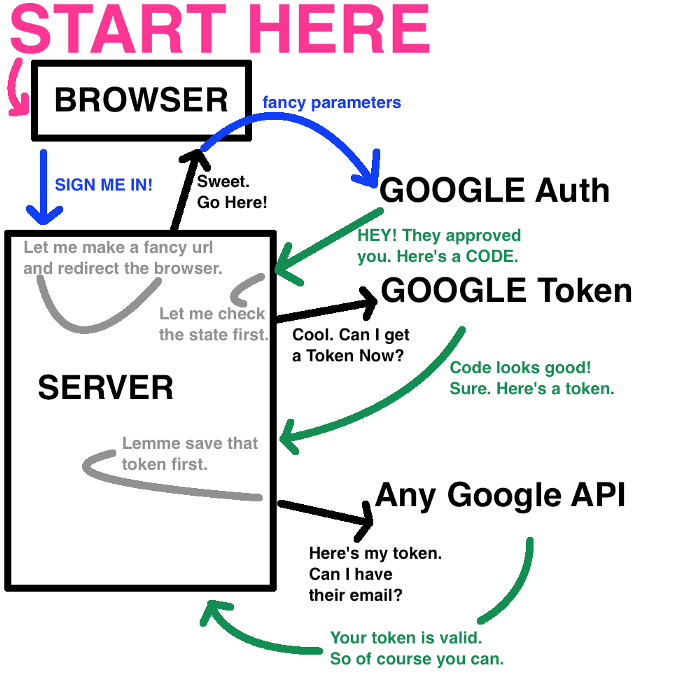 START HERE
BROWSER
fancy parameters
SIGN ME IN!
Sweet.
Go Here!
GOOGLE Auth
Let me make a fancy url
and redirect the browser.
HEY! They approved
you. Here's a CODE.
GOOGLE Token
Let me check
the state first.
Cool. Can I get
a Token Now?
Code looks good!
Sure. Here's a token.
SERVER
Lemme save that
token first.
Any Google API
Here's my token.
Can I have
their email?
Your token is valid.
So of course you can.